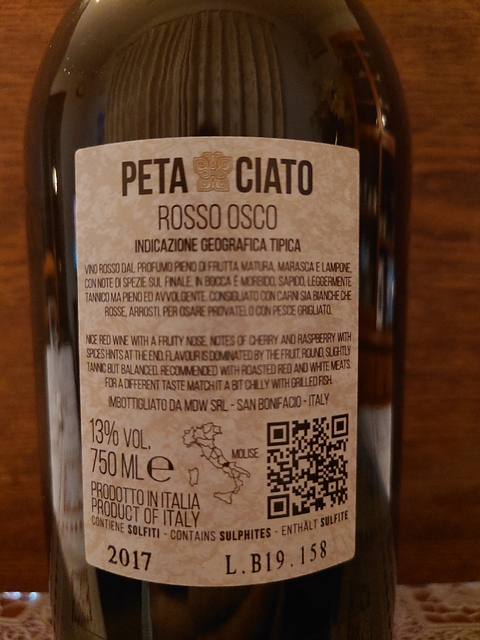 PETA CIATO
ROSSO OSCO
INDICAZIONE GEOGRAFICA TIPICA
VINO ROSSO DAL PROFUMO PIENO DI FRUTTA MATURA, MARASCA E LAMPONE,
CON NOTE DI SPEZIE SUL FINALE. IN BOCCA È MORBIDO, SAPIDO, LEGGERMENTE
TANNICO MA PIENO ED AVVOLGENTE. CONSIGLIATO CON CARNI SIA BIANCHE CHE
ROSSE, ARROSTI. PER OSARE PROVATELO CON PESCE GRIGLIATO.
NICE RED WINE WITH A FRUITY NOSE, NOTES OF CHERRY AND RASPBERRY WITH
SPICES HINTS AT THE END. FLAVOUR IS DOMINATED BY THE FRUIT, ROUND, SLIGHTLY
TANNIC BUT BALANCED. RECOMMENDED WITH ROASTED RED AND WHITE MEATS.
FOR A DIFFERENT TASTE MATCH IT A BIT CHILLY WITH GRILLED FISH.
IMBOTTIGLIATO DA MDW SRL - SAN BONIFACIO - ITALY
13% VOL.
750 ML e
MOLISE
PRODOTTO IN ITALIA
PRODUCT OF ITALY
CONTIENE SOLFITI - CONTAINS SULPHITES - ENTHÄLT SULFITE
2017 L.B19.158